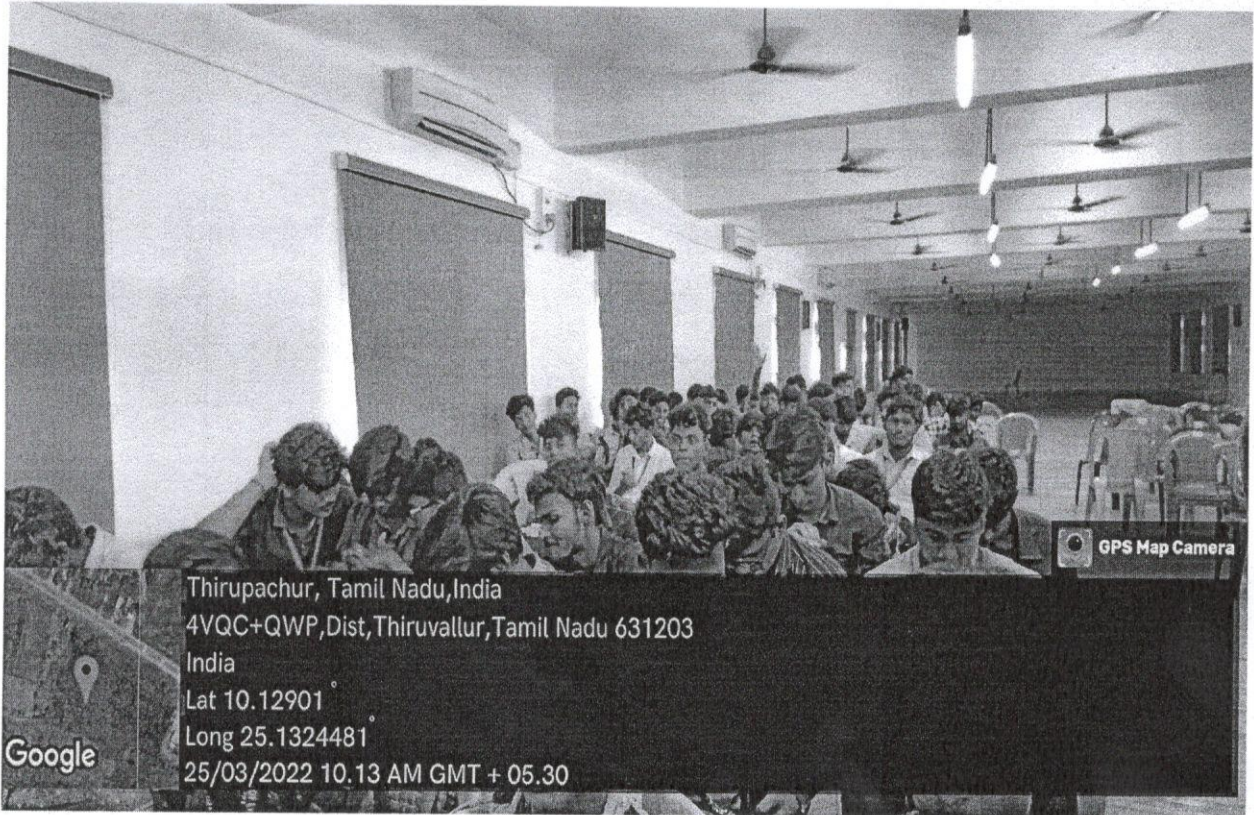 GPS Map Camera
Thirupachur, Tamil Nadu,India
4VQC+QWP,Dist,Thiruvallur,Tamil Nadu 631203
India
Lat 10.12901°
Long 25.1324481°
25/03/2022 10.13 AM GMT + 05.30
Google